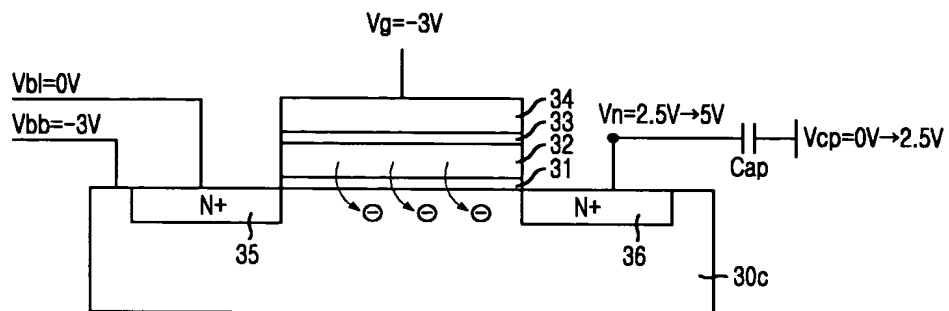 Vg=-3V
Vbl=0V
Vbb=-3V
34
33
32
31
Vn=2.5V→5V
Vcp=0V→2.5V
Cap
N+
N+
35
36
30c
⊖ ⊖ ⊖